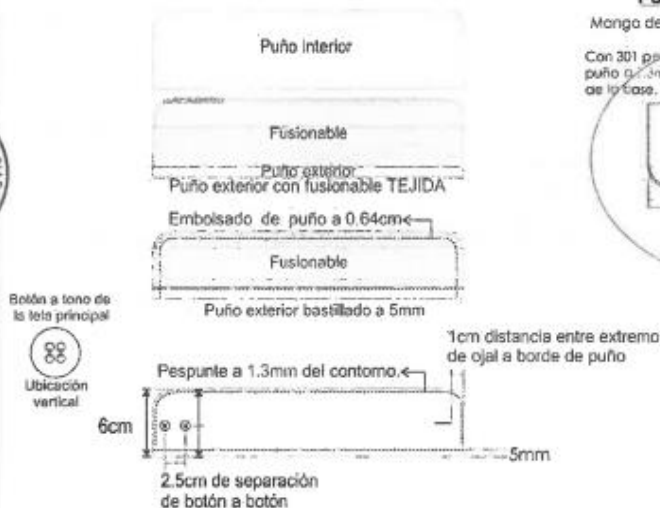 Puño interior
Fusionable
Puño exterior
Puño exterior con fusionable TEJIDA
Embolsado de puño a 0.64cm
Fusionable
Puño exterior bastillado a 5mm
Botón a tono de
la tela principal
Ubicación
vertical
Pespunte a 1.3mm del contorno.
1cm distancia entre extremo
de ojal a borde de puño
6cm
5mm
2.5cm de separación
de botón a botón
Manga de
Con 301
puño a
de